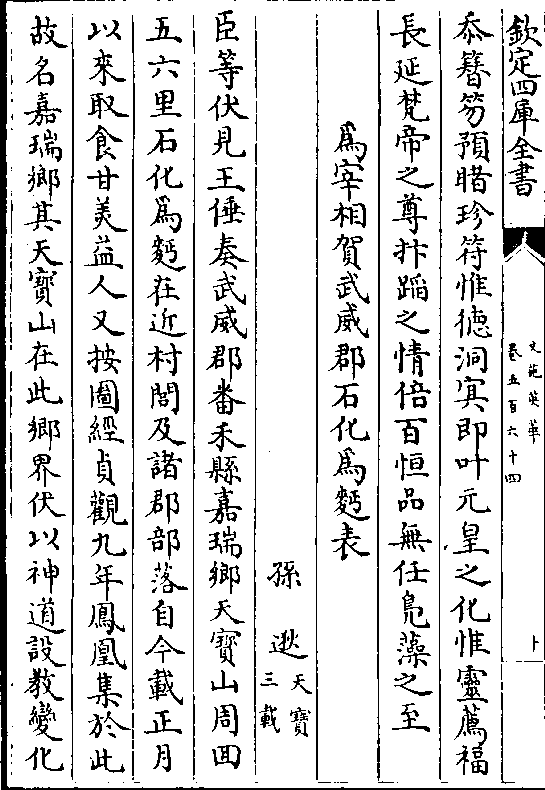 欽定四庫全書
文苑英華
卷五百六十四
卜
忝簪笏預睹珍符惟德洞冥即叶元皇之化惟靈薦福
長延梵帝之尊抃蹈之情倍百恒品無任鳧藻之至
爲宰相賀武威郡石化爲麪表
孫逖天寶三載
臣等伏見王倕奏武威郡番禾縣嘉瑞鄉天寶山周回
五六里石化爲麪在近村閭及諸郡部落自今載正月
以來取食甘美益人又按圖經貞觀九年鳳凰集於此
故名嘉瑞鄉其天寶山在此鄉界伏以神道設教變化